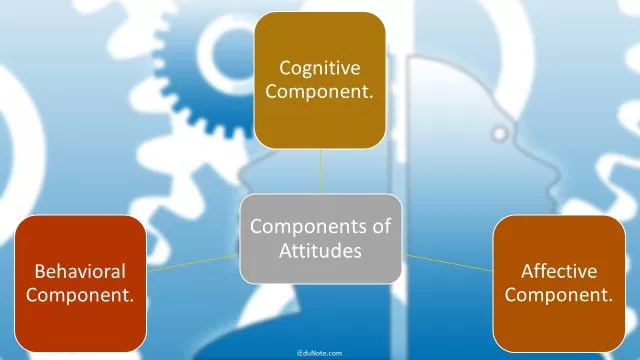 Cognitive
Component.
Components of
Attitudes
Behavioral
Component.
Affective
Component.
iEduNote.com